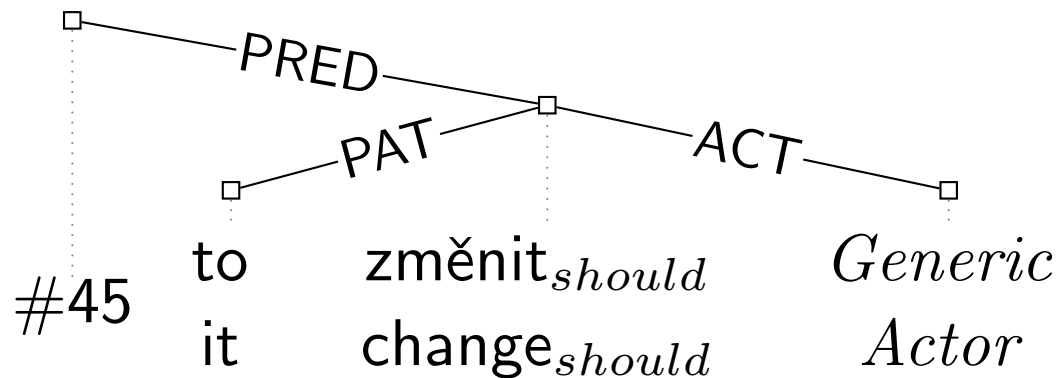 PRED
PAT ACT
to změnit_should Generic
#45
it change_should Actor